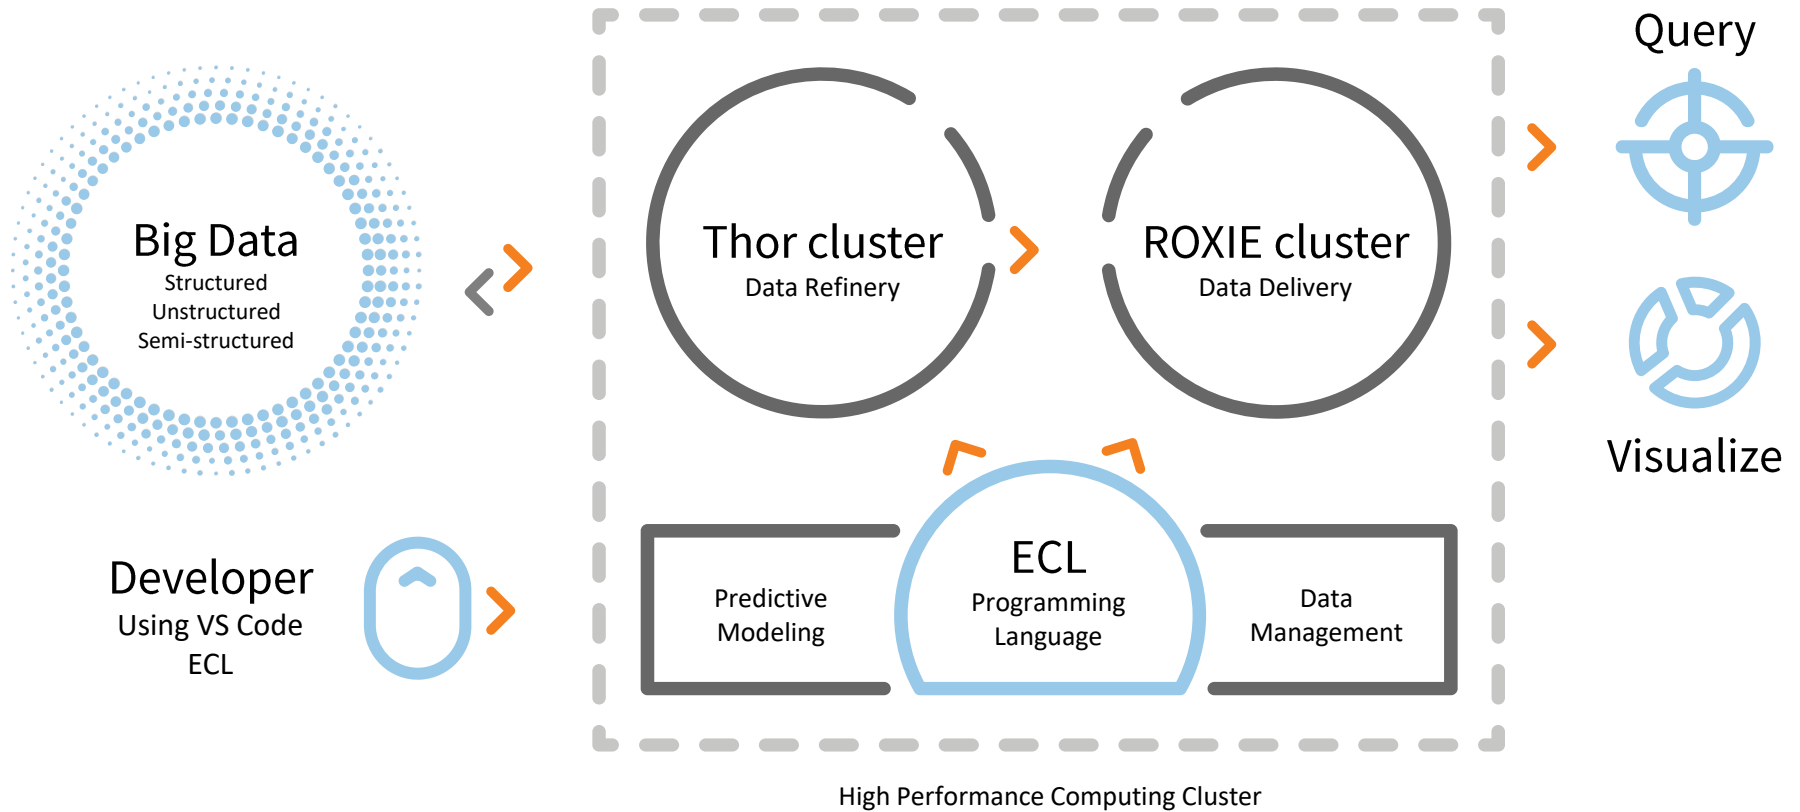 Big Data
Structured
Unstructured
Semi-structured
Developer
Using VS Code
ECL
Thor cluster
Data Refinery
ROXIE cluster
Data Delivery
Predictive
Modeling
ECL
Programming
Language
Data
Management
High Performance Computing Cluster
Query
Visualize